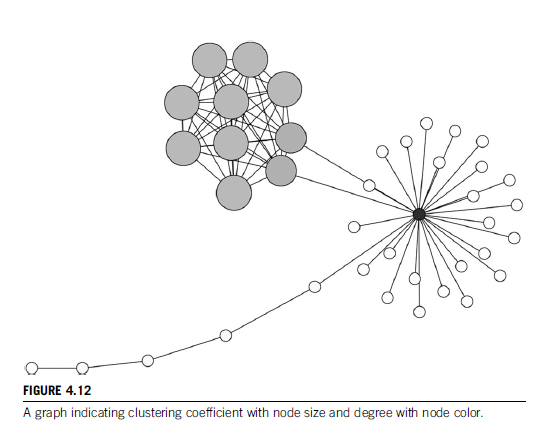 FIGURE 4.12
A graph indicating clustering coefficient with node size and degree with node color.